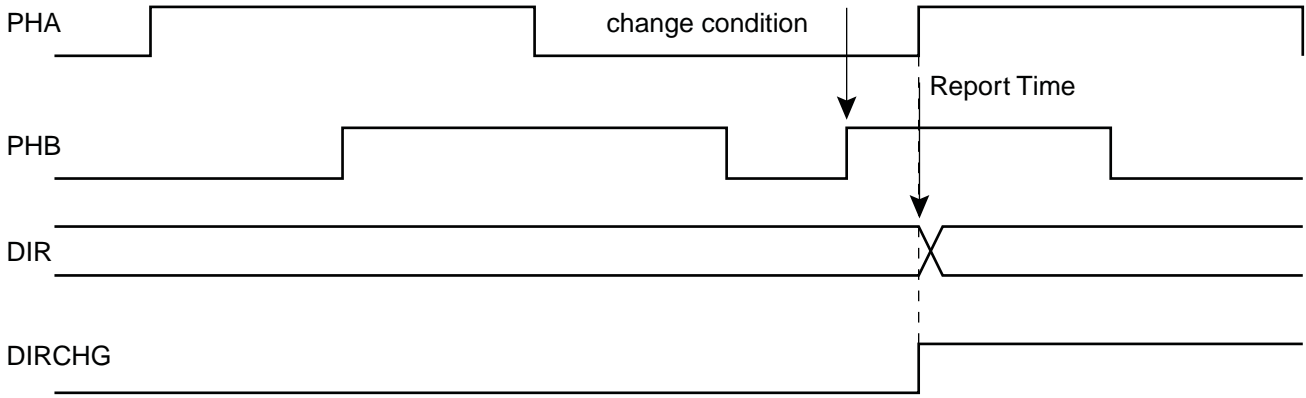 PHA
change condition
Report Time
PHB
DIR
DIRCHG